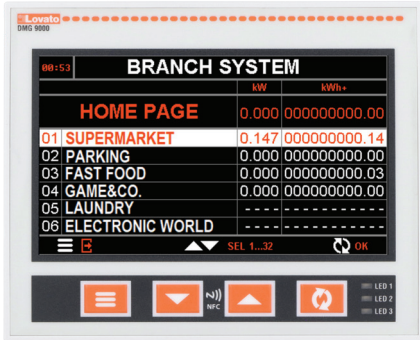 Lovato
DMG 9000
00:53 BRANCH SYSTEM
kW kWh+
HOME PAGE 0.000 000000000.00
01 SUPERMARKET 0.147 000000000.14
02 PARKING 0.000 000000000.00
03 FAST FOOD 0.000 000000000.03
04 GAME&CO. 0.000 000000000.00
05 LAUNDRY ---- -----------
06 ELECTRONIC WORLD ---- -----------
SEL 1...32 OK
NFC
LED 1
LED 2
LED 3